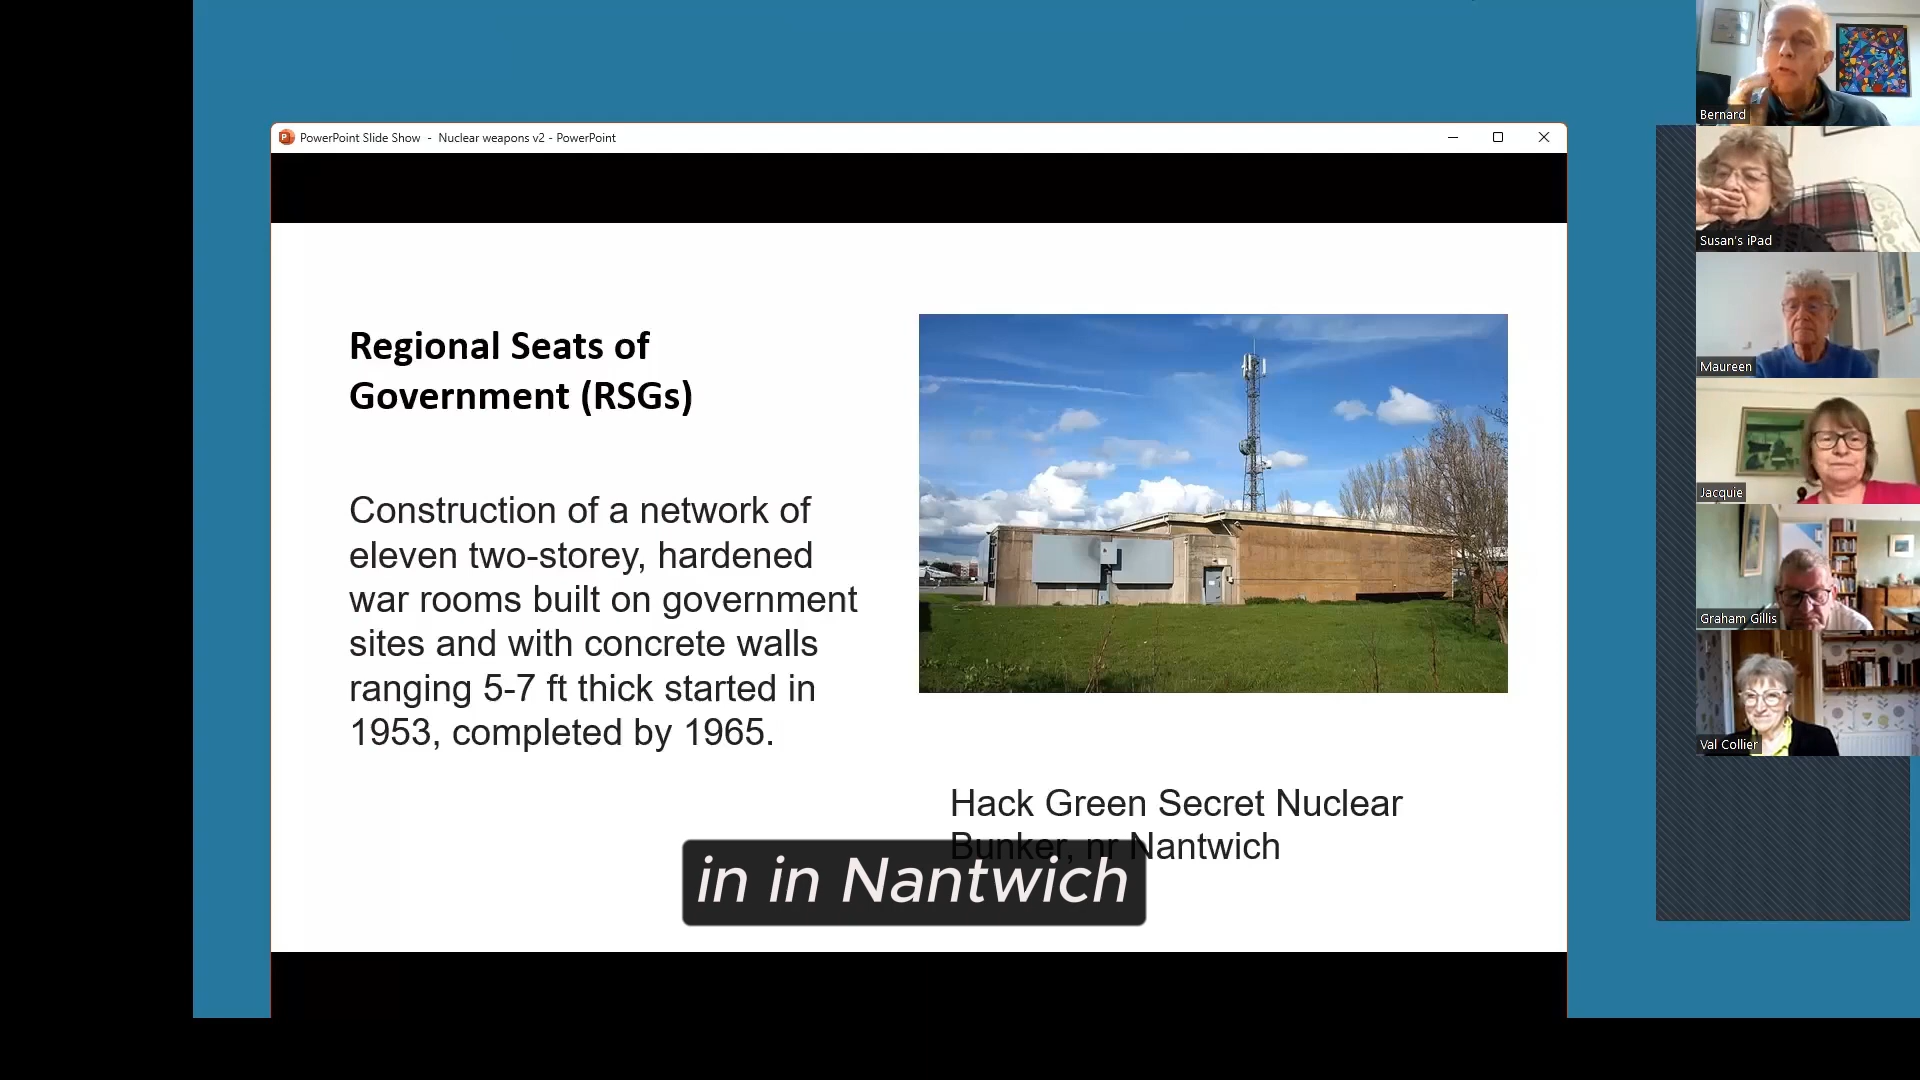 PowerPoint Slide Show - Nuclear weapons v2 - PowerPoint
Regional Seats of
Government (RSGs)
Construction of a network of
eleven two-storey, hardened
war rooms built on government
sites and with concrete walls
ranging 5-7 ft thick started in
1953, completed by 1965.
Hack Green Secret Nuclear
Bunker, nr Nantwich
in in Nantwich
Bernard
Susan's iPad
Maureen
Jacquie
Graham Gillis
Val Collier